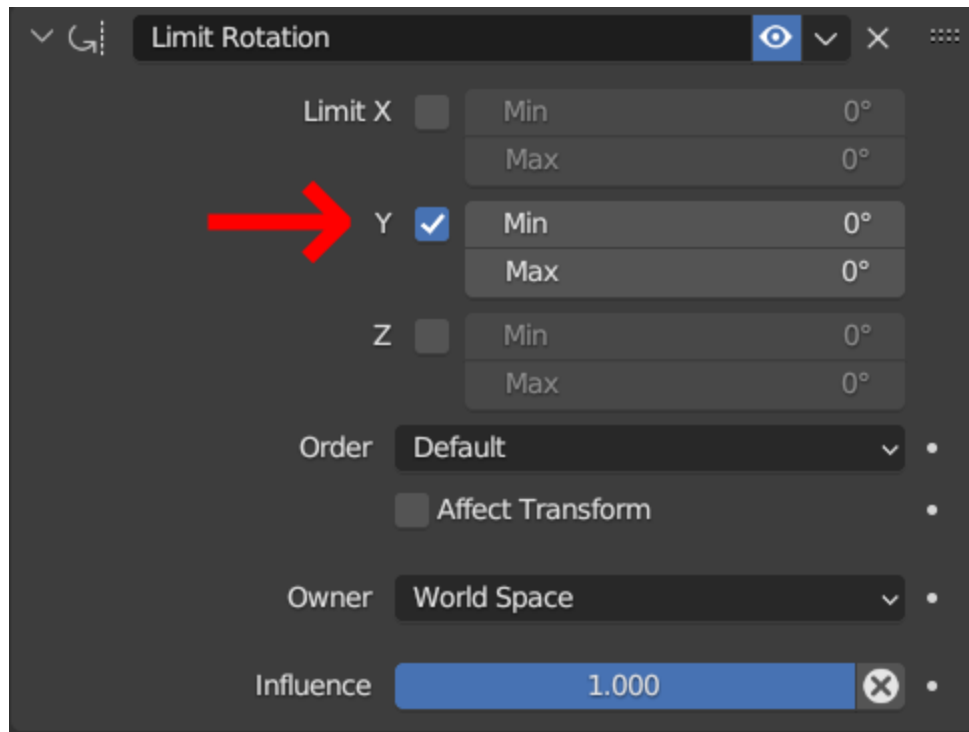 Limit Rotation
Limit X Min 0°
Max 0°
Y Min 0°
Max 0°
Z Min 0°
Max 0°
Order Default
Affect Transform
Owner World Space
Influence 1.000